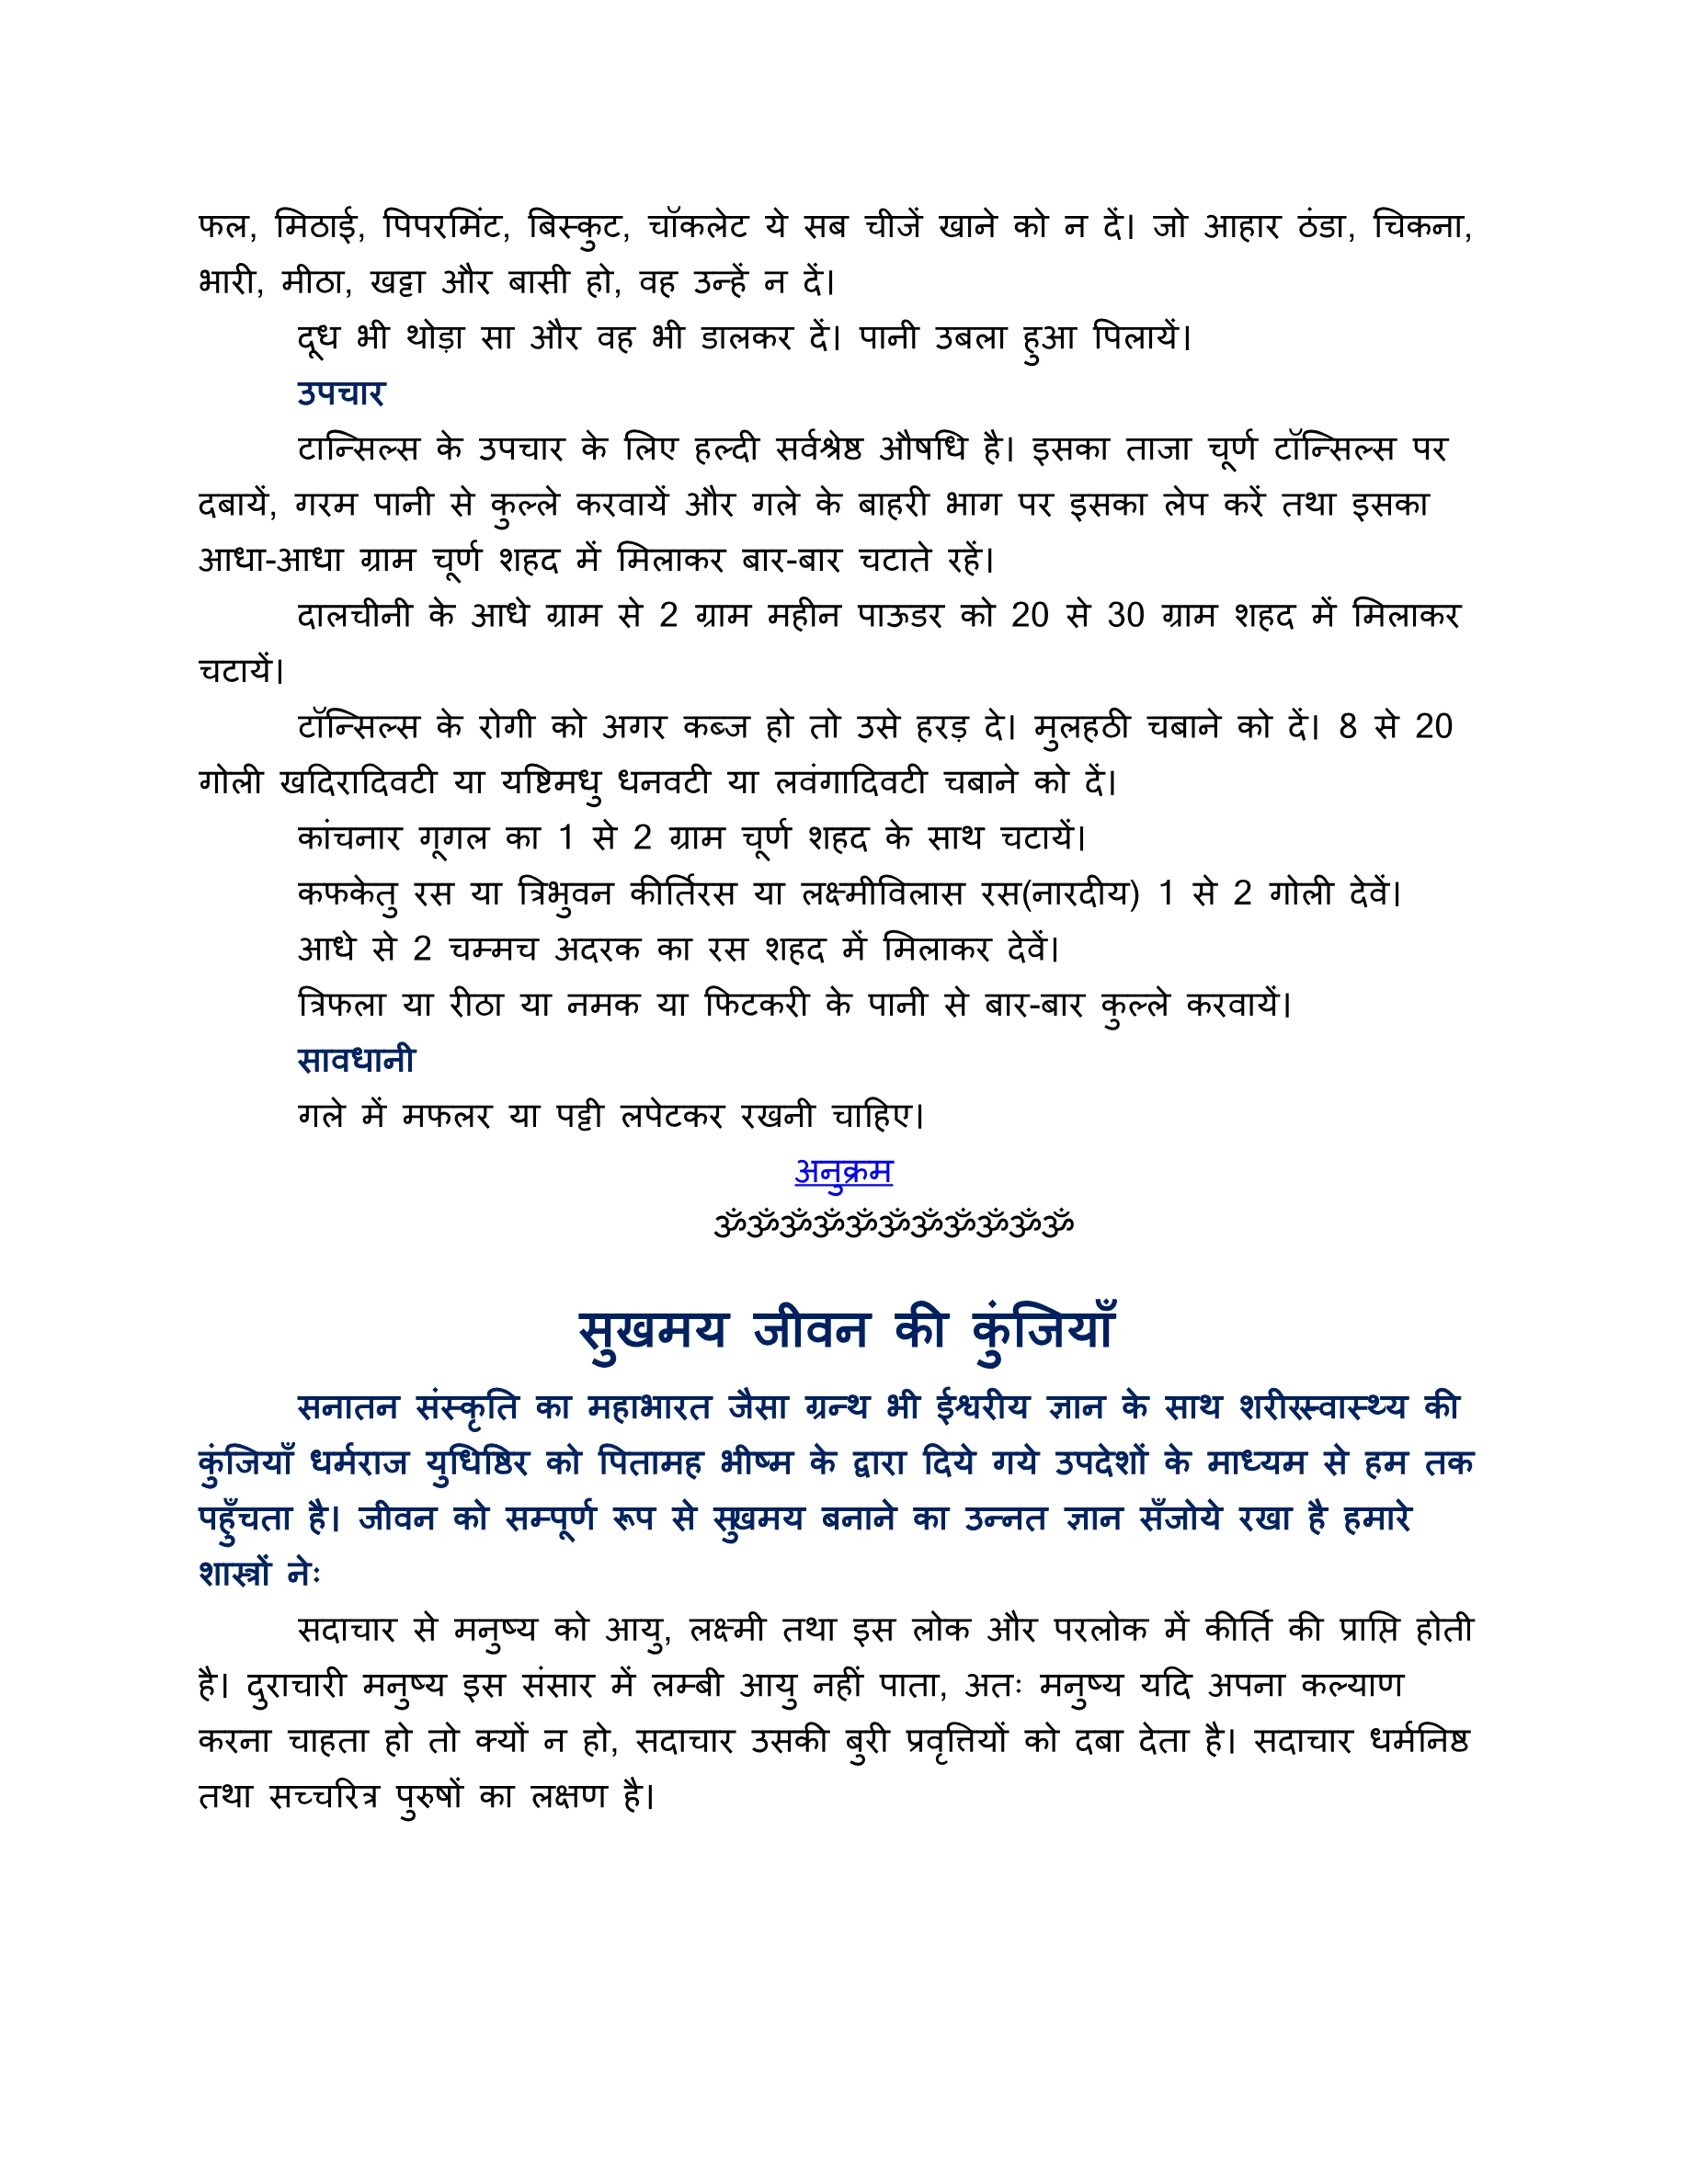 फल, मिठाई, पिपरमिंट, बिस्कुट, चॉकलेट ये सब चीजें खाने को न दें। जो आहार ठंडा, चिकना,
भारी, मीठा, खट्टा और बासी हो, वह उन्हें न दें।
दूध भी थोड़ा सा और वह भी डालकर दें। पानी उबला हुआ पिलायें।
उपचार
टान्सिल्स के उपचार के लिए हल्दी सर्वश्रेष्ठ औषधि है। इसका ताजा चूर्ण टॉन्सिल्स पर
दबायें, गरम पानी से कुल्ले करवायें और गले के बाहरी भाग पर इसका लेप करें तथा इसका
आधा-आधा ग्राम चूर्ण शहद में मिलाकर बार-बार चटाते रहें।
दालचीनी के आधे ग्राम से 2 ग्राम महीन पाऊडर को 20 से 30 ग्राम शहद में मिलाकर
चटायें।
टॉन्सिल्स के रोगी को अगर कब्ज हो तो उसे हरड़ दे। मुलहठी चबाने को दें। 8 से 20
गोली खदिरादिवटी या यष्टिमधु धनवटी या लवंगादिवटी चबाने को दें।
कांचनार गूगल का 1 से 2 ग्राम चूर्ण शहद के साथ चटायें।
कफकेतु रस या त्रिभुवन कीर्तिरस या लक्ष्मीविलास रस(नारदीय) 1 से 2 गोली देवें।
आधे से 2 चम्मच अदरक का रस शहद में मिलाकर देवें।
त्रिफला या रीठा या नमक या फिटकरी के पानी से बार-बार कुल्ले करवायें।
सावधानी
गले में मफलर या पट्टी लपेटकर रखनी चाहिए।
अनुक्रम
ॐॐॐॐॐॐॐॐॐॐॐ
सुखमय जीवन की कुंजियाँ
सनातन संस्कृति का महाभारत जैसा ग्रन्थ भी ईश्वरीय ज्ञान के साथ शरीरस्वास्थ्य की
कुंजियाँ धर्मराज युधिष्ठिर को पितामह भीष्म के द्वारा दिये गये उपदेशों के माध्यम से हम तक
पहुँचता है। जीवन को सम्पूर्ण रूप से सुखमय बनाने का उन्नत ज्ञान सँजोये रखा है हमारे
शास्त्रों नेः
सदाचार से मनुष्य को आयु, लक्ष्मी तथा इस लोक और परलोक में कीर्ति की प्राप्ति होती
है। दुराचारी मनुष्य इस संसार में लम्बी आयु नहीं पाता, अतः मनुष्य यदि अपना कल्याण
करना चाहता हो तो क्यों न हो, सदाचार उसकी बुरी प्रवृत्तियों को दबा देता है। सदाचार धर्मनिष्ठ
तथा सच्चरित्र पुरुषों का लक्षण है।